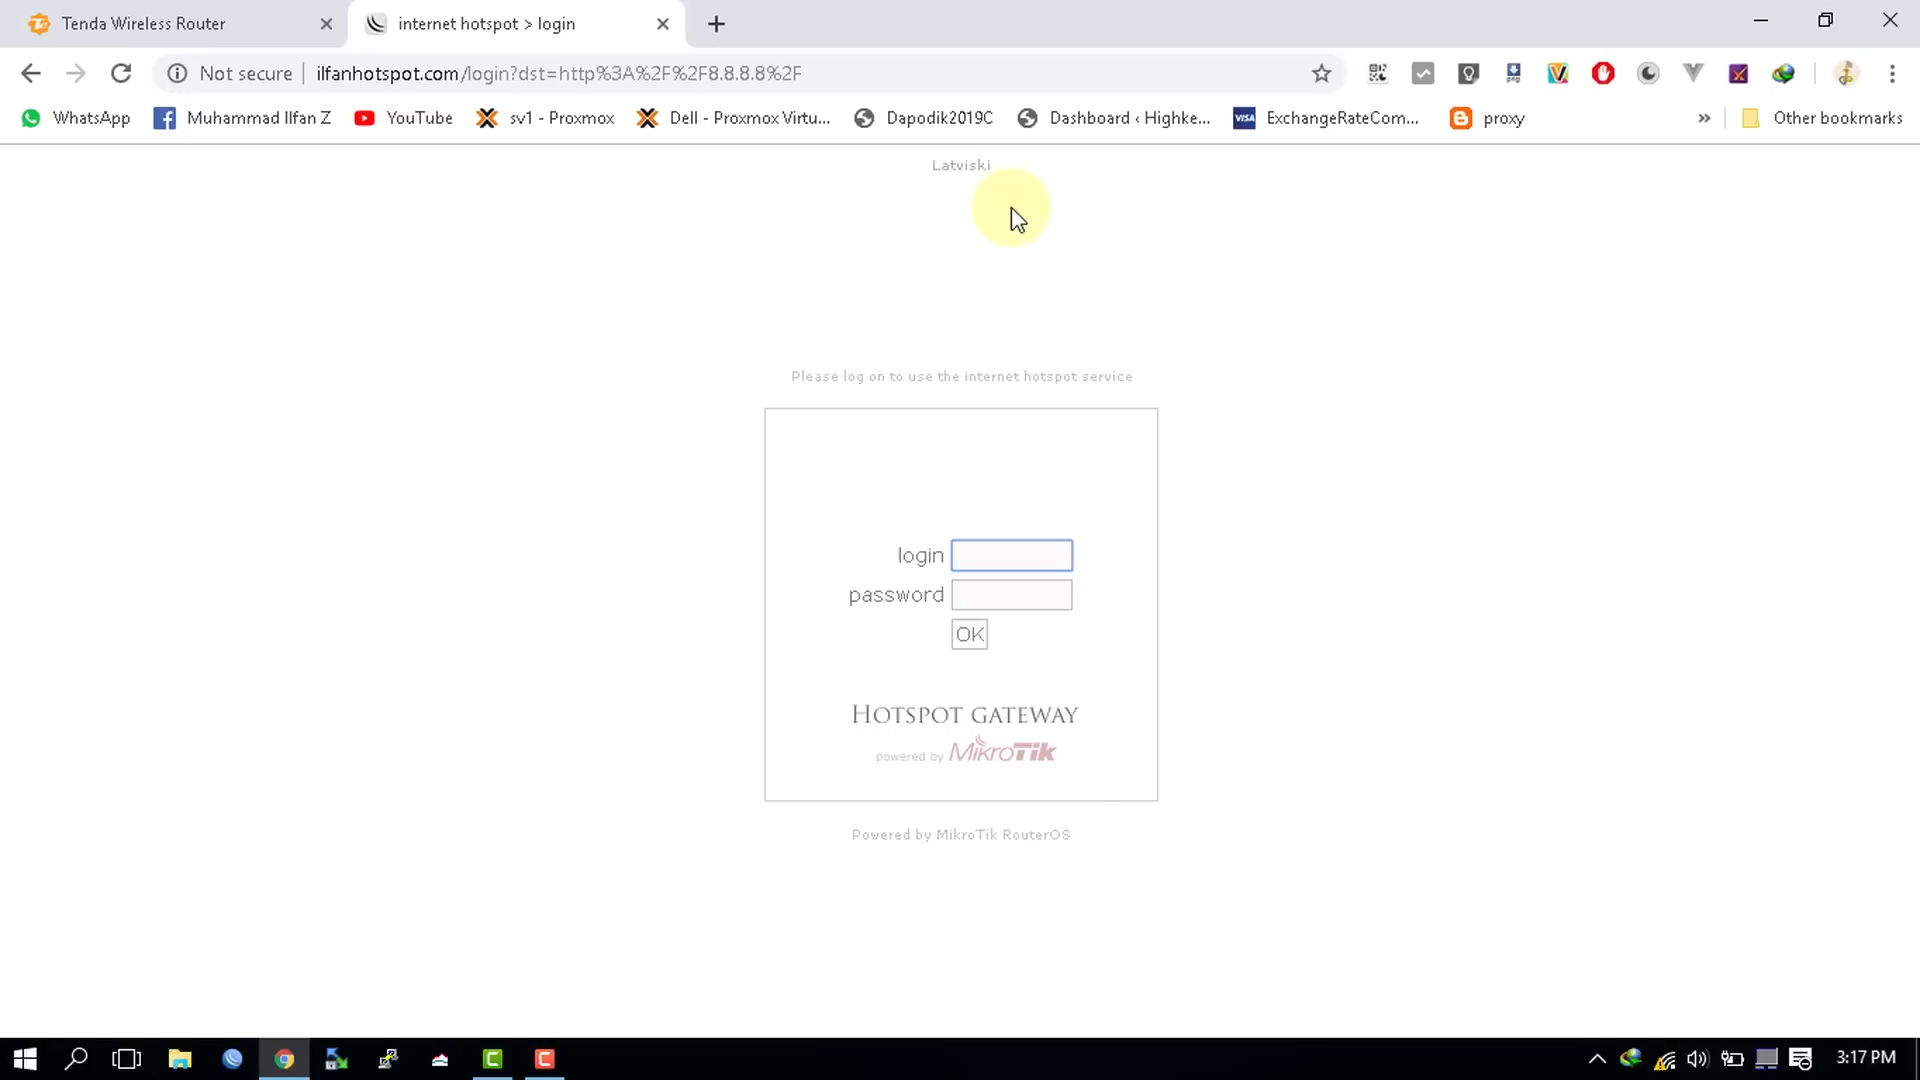 Tenda Wireless Router
internet hotspot > login
Not secure
ilfanhotspot.com/login?dst=http%3A%2F%2F8.8.8.8%2F
WhatsApp
Muhammad Ilfan Z
YouTube
sv1 - Proxmox
Dell - Proxmox Virtu...
Dapodik2019C
Dashboard ‹ Highke...
VISA
ExchangeRateCom...
proxy
»
Other bookmarks
Latviski
Please log on to use the internet hotspot service
login
password
OK
HOTSPOT GATEWAY
powered by MikroTik
Powered by MikroTik RouterOS
3:17 PM